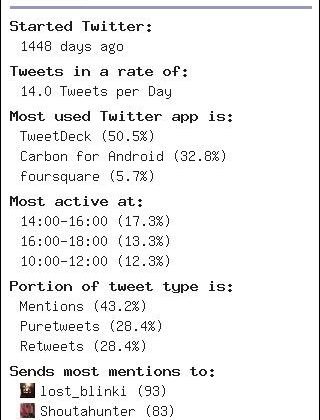 Started Twitter:
1448 days ago
Tweets in a rate of:
14.0 Tweets per Day
Most used Twitter app is:
TweetDeck (50.5%)
Carbon for Android (32.8%)
foursquare (5.7%)
Most active at:
14:00-16:00 (17.3%)
16:00-18:00 (13.3%)
10:00-12:00 (12.3%)
Portion of tweet type is:
Mentions (43.2%)
Puretweets (28.4%)
Retweets (28.4%)
Sends most mentions to:
lost_blinki (93)
Shoutahunter (83)